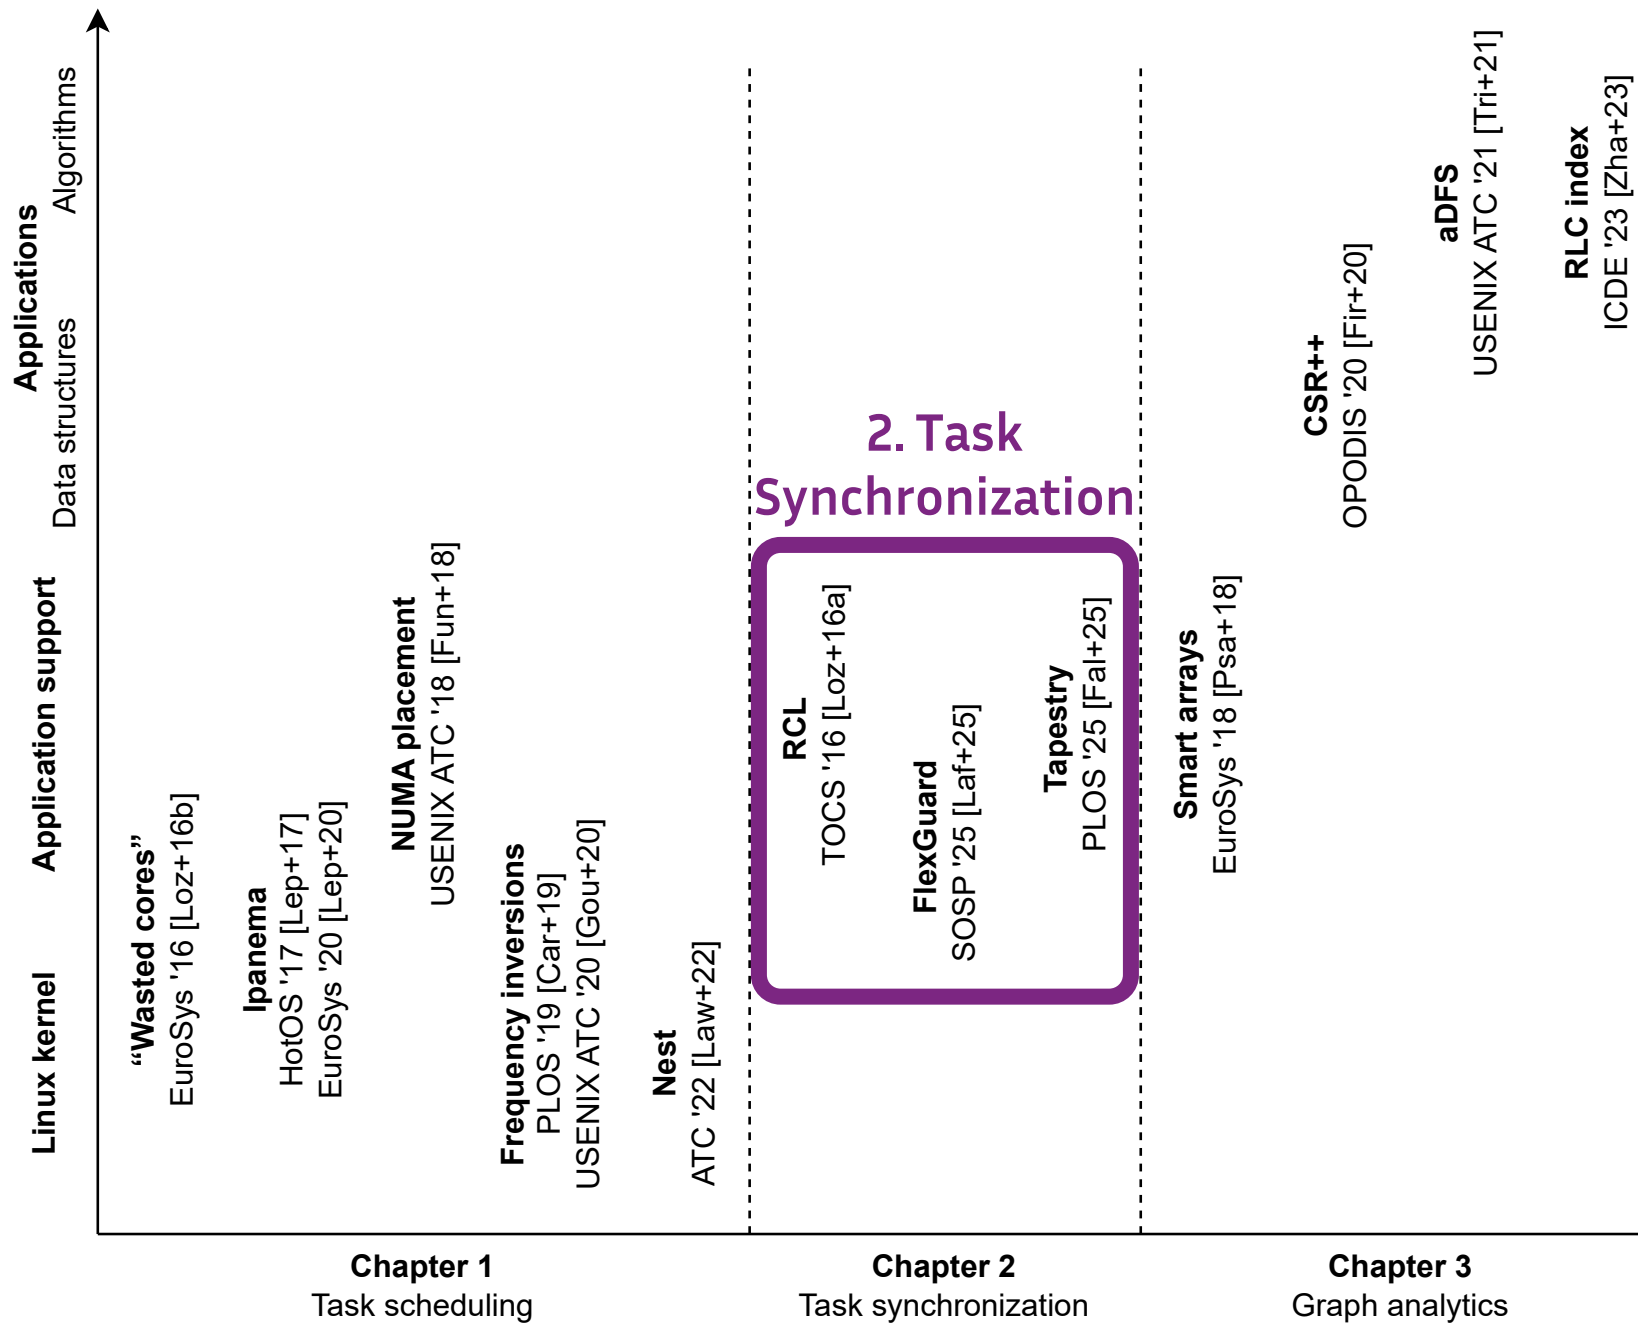 Applications
Algorithms
Data structures
Application support
Linux kernel
“Wasted cores”
EuroSys '16 [Loz+16b]
Ipanema
HotOS '17 [Lep+17]
EuroSys '20 [Lep+20]
NUMA placement
USENIX ATC '18 [Fun+18]
Frequency inversions
PLOS '19 [Car+19]
USENIX ATC '20 [Gou+20]
Nest
ATC '22 [Law+22]
2. Task
Synchronization
RCL
TOCS '16 [Loz+16a]
FlexGuard
SOSP '25 [Laf+25]
Tapestry
PLOS '25 [Fal+25]
Smart arrays
EuroSys '18 [Psa+18]
CSR++
OPODIS '20 [Fir+20]
aDFS
USENIX ATC '21 [Tri+21]
RLC index
ICDE '23 [Zha+23]
Chapter 1
Task scheduling
Chapter 2
Task synchronization
Chapter 3
Graph analytics